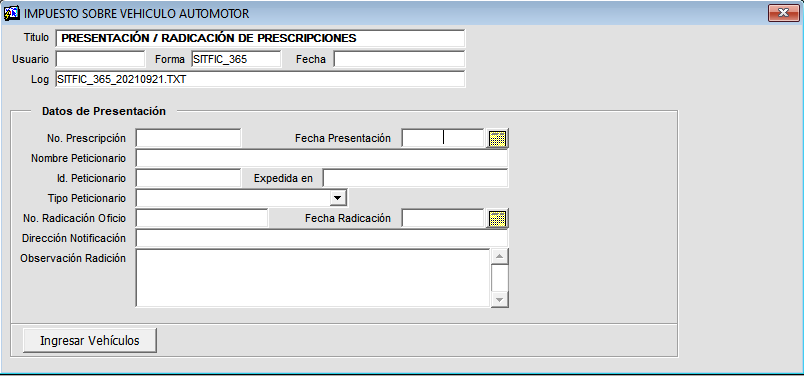 IMPUESTO SOBRE VEHICULO AUTOMOTOR
Titulo PRESENTACIÓN / RADICACIÓN DE PRESCRIPCIONES
Usuario Forma SITFIC_365 Fecha
Log SITFIC_365_20210921.TXT
Datos de Presentación
No. Prescripción Fecha Presentación
Nombre Peticionario
Id. Peticionario Expedida en
Tipo Peticionario
No. Radicación Oficio Fecha Radicación
Dirección Notificación
Observación Radición
Ingresar Vehículos